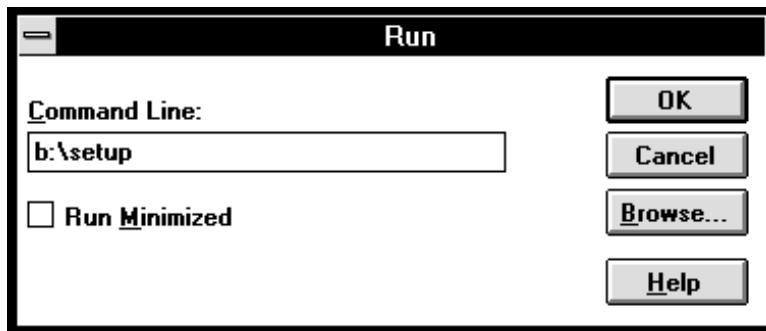 Run
Command Line:
b:\setup
Run Minimized
OK
Cancel
Browse...
Help